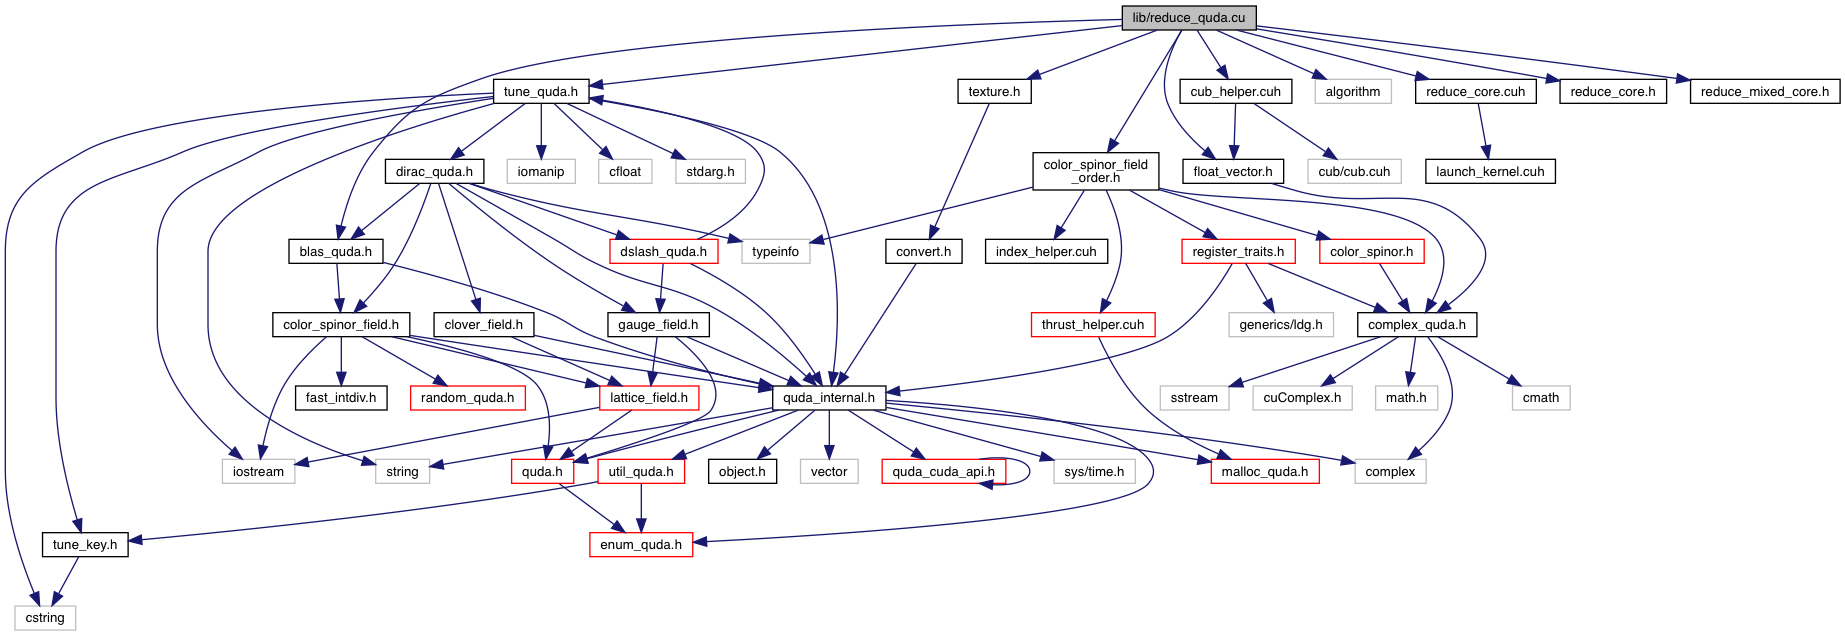 lib/reduce_quda.cu
tune_quda.h
texture.h
cub_helper.cuh
algorithm
reduce_core.cuh
reduce_core.h
reduce_mixed_core.h
dirac_quda.h
iomanip
cfloat
stdarg.h
color_spinor_field
_order.h
float_vector.h
cub/cub.cuh
launch_kernel.cuh
blas_quda.h
dslash_quda.h
typeinfo
convert.h
index_helper.cuh
register_traits.h
color_spinor.h
color_spinor_field.h
clover_field.h
gauge_field.h
thrust_helper.cuh
generics/ldg.h
complex_quda.h
fast_intdiv.h
random_quda.h
lattice_field.h
quda_internal.h
sstream
cuComplex.h
math.h
cmath
iostream
string
quda.h
util_quda.h
object.h
vector
quda_cuda_api.h
sys/time.h
malloc_quda.h
complex
tune_key.h
enum_quda.h
cstring